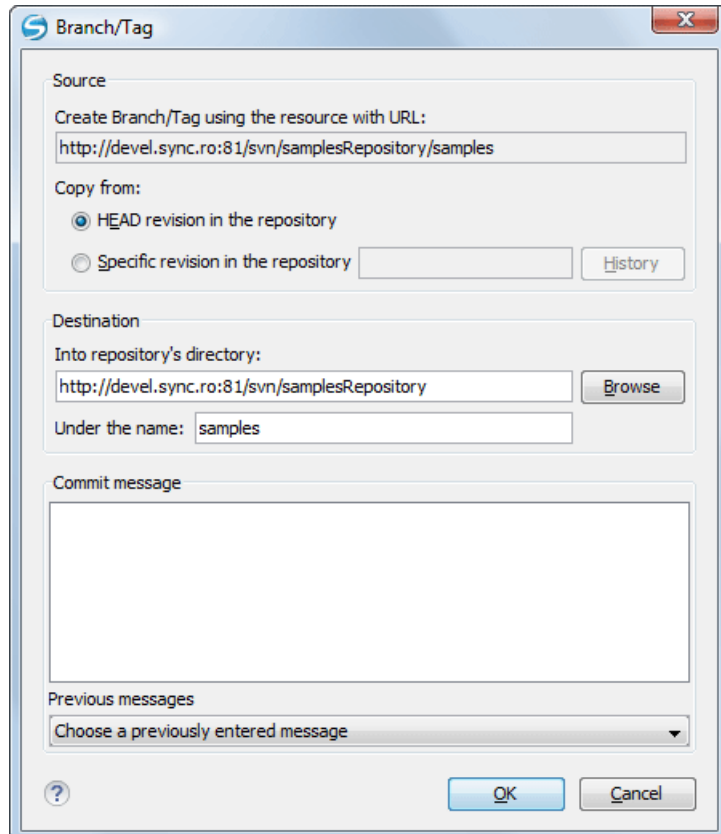 Branch/Tag
Source
Create Branch/Tag using the resource with URL:
http://devel.sync.ro:81/svn/samplesRepository/samples
Copy from:
HEAD revision in the repository
Specific revision in the repository History
Destination
Into repository's directory:
http://devel.sync.ro:81/svn/samplesRepository Browse
Under the name: samples
Commit message
Previous messages
Choose a previously entered message
? OK Cancel